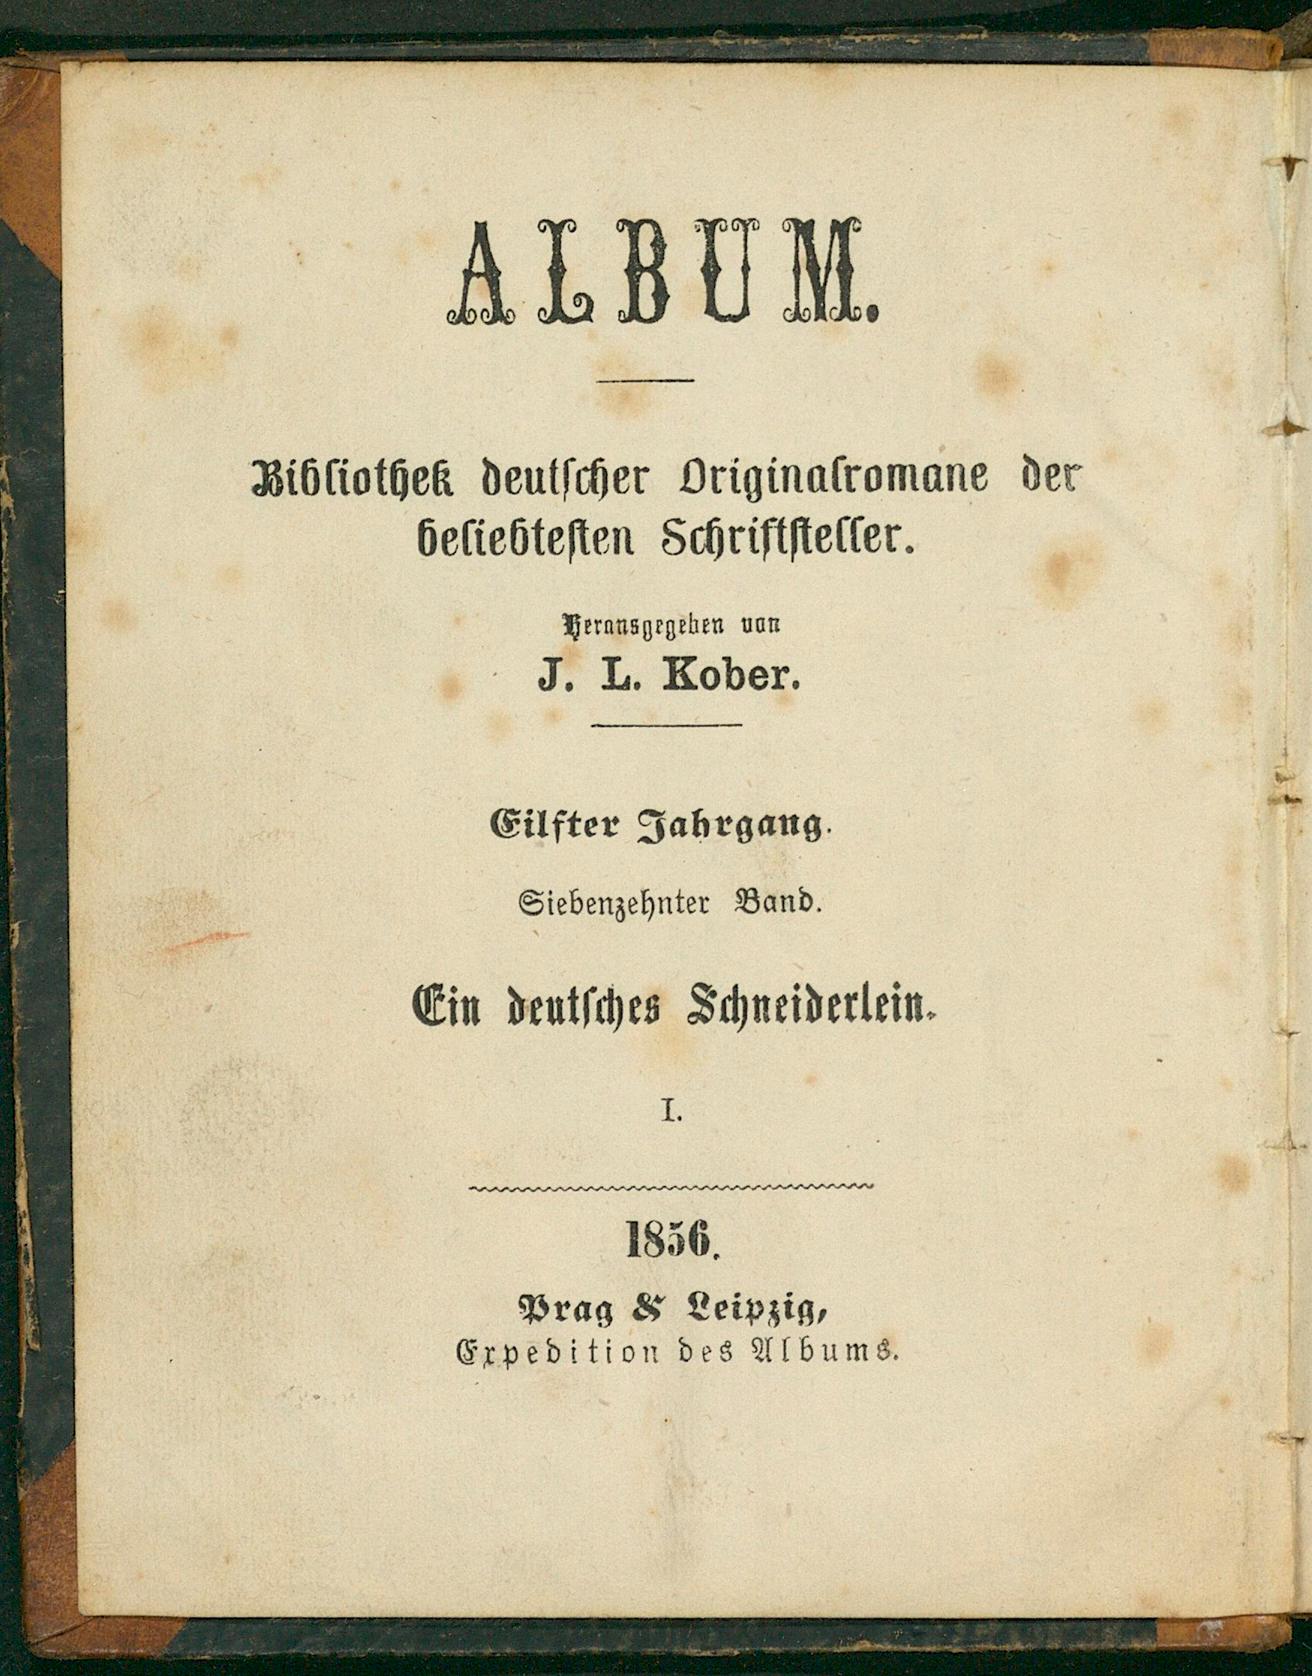 ALBUM.
Bibliothek deutscher Originalromane der
beliebtesten Schriftsteller.
Herausgegeben von
J. L. Kober.
Eilfter Jahrgang.
Siebenzehnter Band.
Ein deutsches Schneiderlein.
I.
1856.
Prag & Leipzig,
Expedition des Albums.